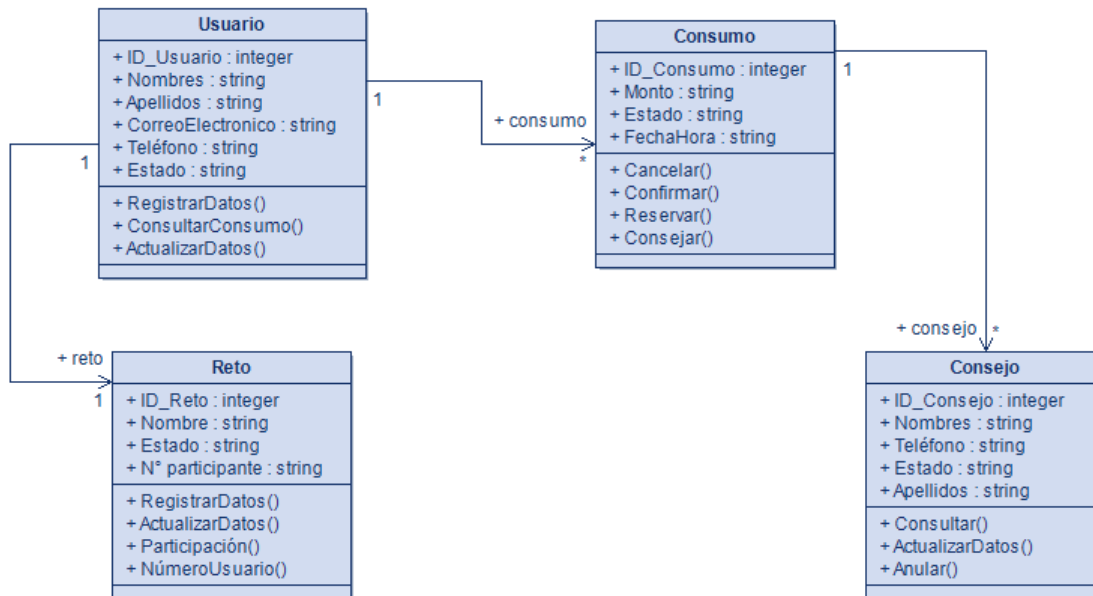 Usuario
+ ID_Usuario : integer
+ Nombres : string
+ Apellidos : string
+ CorreoElectronico : string
+ Teléfono : string
+ Estado : string
+ RegistrarDatos()
+ ConsultarConsumo()
+ ActualizarDatos()
1
1
+ consumo
*
Consumo
+ ID_Consumo : integer
+ Monto : string
+ Estado : string
+ FechaHora : string
+ Cancelar()
+ Confirmar()
+ Reservar()
+ Consejar()
1
+ consejo
*
+ reto
1
Reto
+ ID_Reto : integer
+ Nombre : string
+ Estado : string
+ N° participante : string
+ RegistrarDatos()
+ ActualizarDatos()
+ Participación()
+ NúmeroUsuario()
Consejo
+ ID_Consejo : integer
+ Nombres : string
+ Teléfono : string
+ Estado : string
+ Apellidos : string
+ Consultar()
+ ActualizarDatos()
+ Anular()